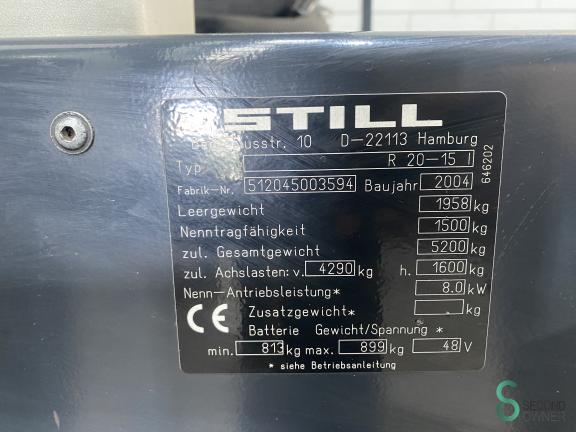 STILL
10 D-22113 Hamburg
Typ R 20-15 I
Fabrik-Nr. 512045003594 Baujahr 2004
Leergewicht 1958 kg
Nenntragfähigkeit 1500 kg
zul. Gesamtgewicht 5200 kg
zul. Achslasten: v. 4290 kg h. 1600 kg
Nenn-Antriebsleistung* 8.0 kW
CE Zusatzgewicht* kg
Batterie Gewicht/Spannung *
min. 813 kg max. 899 kg 48 V
* siehe Betriebsanleitung
646202
SECOND
OWNER